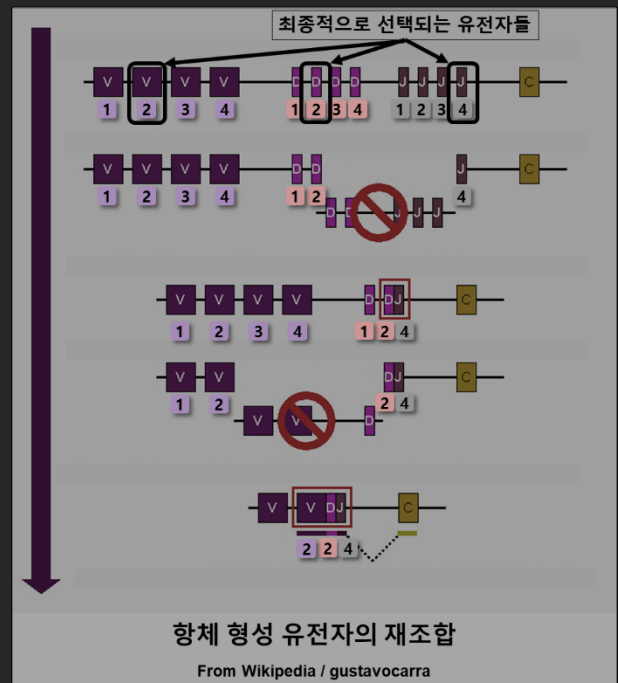 최종적으로 선택되는 유전자들
V V V V D D D D J J J J C
1 2 3 4 1 2 3 4 1 2 3 4
V V V V D D J C
1 2 3 4 1 2 4
D D J J J
V V V V D DJ C
1 2 3 4 1 2 4
V V DJ C
1 2 2 4
V V D
V V DJ C
2 2 4
항체 형성 유전자의 재조합
From Wikipedia / gustavocarra